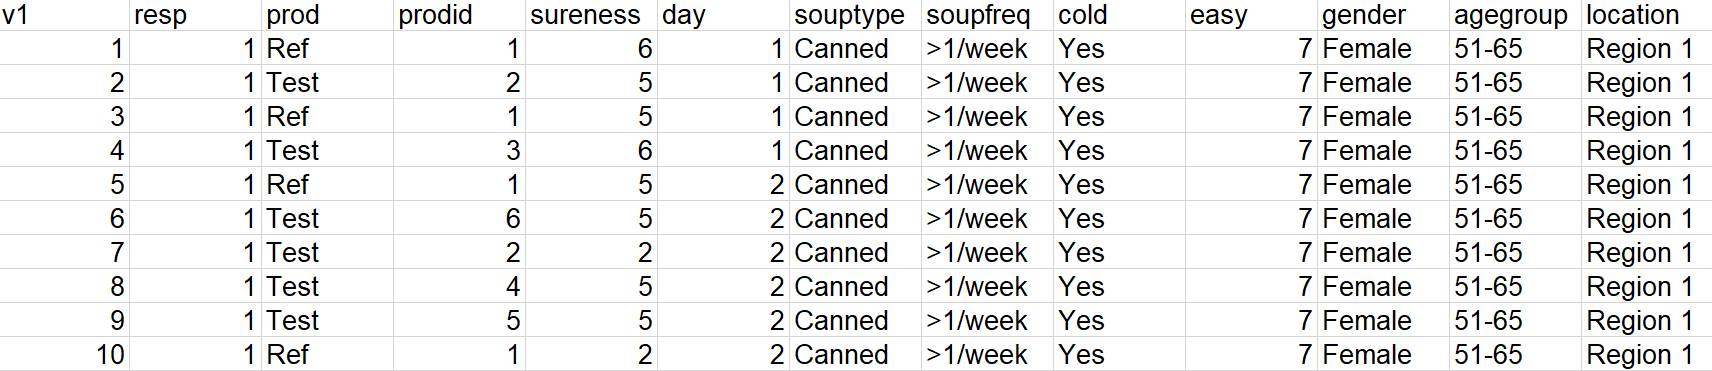 v1 resp prod prodid sureness day souptype soupfreq cold easy gender agegroup location
1 1 Ref 1 6 1 Canned >1/week Yes 7 Female 51-65 Region 1
2 1 Test 2 5 1 Canned >1/week Yes 7 Female 51-65 Region 1
3 1 Ref 1 5 1 Canned >1/week Yes 7 Female 51-65 Region 1
4 1 Test 3 6 1 Canned >1/week Yes 7 Female 51-65 Region 1
5 1 Ref 1 5 2 Canned >1/week Yes 7 Female 51-65 Region 1
6 1 Test 6 5 2 Canned >1/week Yes 7 Female 51-65 Region 1
7 1 Test 2 2 2 Canned >1/week Yes 7 Female 51-65 Region 1
8 1 Test 4 5 2 Canned >1/week Yes 7 Female 51-65 Region 1
9 1 Test 5 5 2 Canned >1/week Yes 7 Female 51-65 Region 1
10 1 Ref 1 2 2 Canned >1/week Yes 7 Female 51-65 Region 1